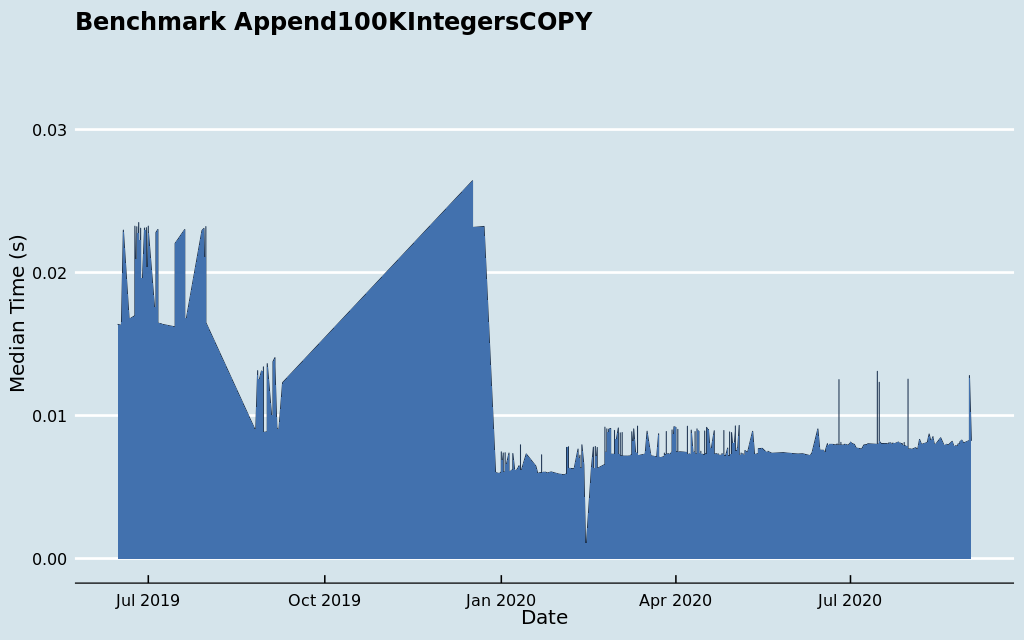 Benchmark Append100KIntegersCOPY
Median Time (s)
0.03
0.02
0.01
0.00
Jul 2019 Oct 2019 Jan 2020 Apr 2020 Jul 2020
Date